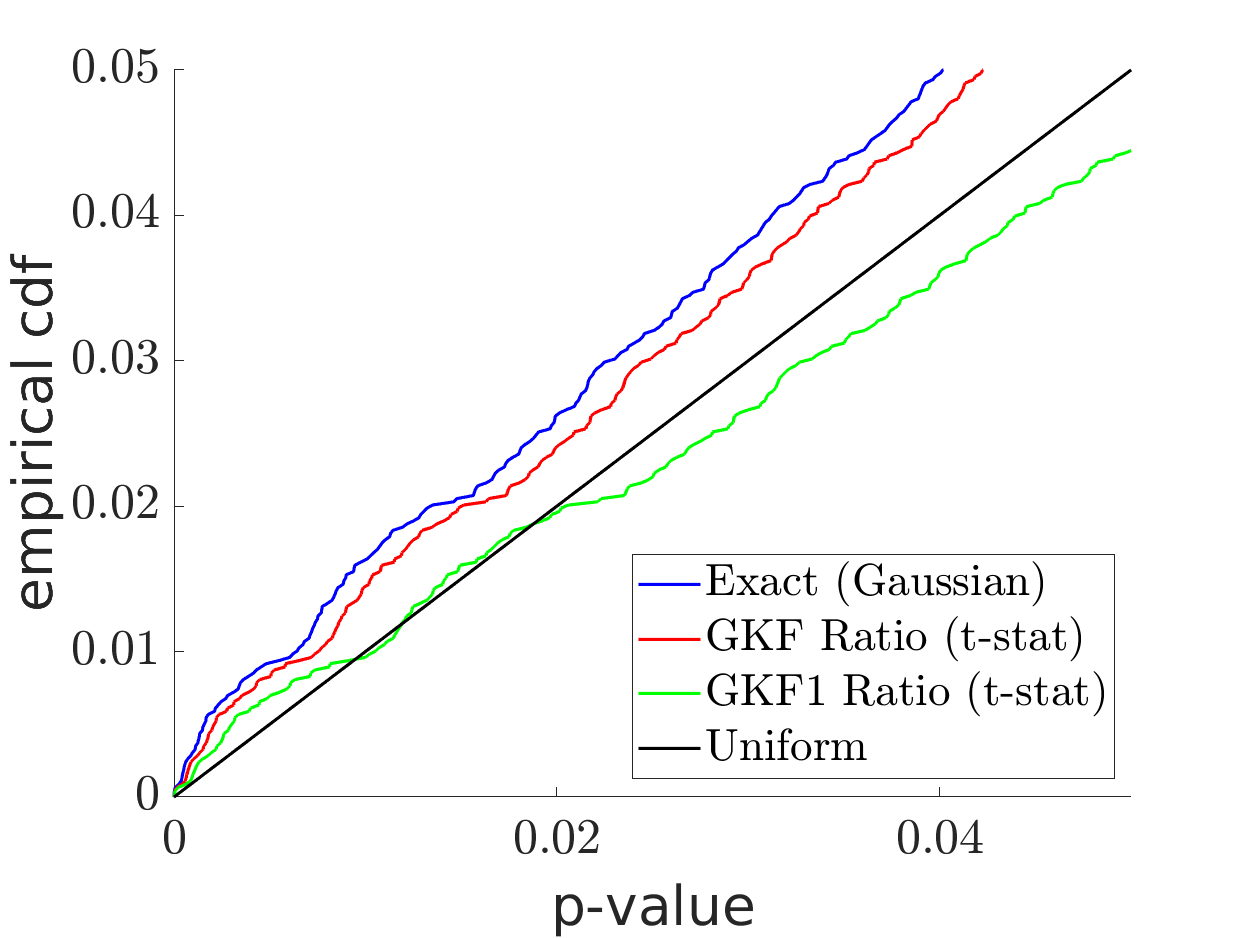 0.05
0.04
0.03
0.02
0.01
0
empirical cdf
Exact (Gaussian)
GKF Ratio (t-stat)
GKF1 Ratio (t-stat)
Uniform
0
0.02
0.04
p-value